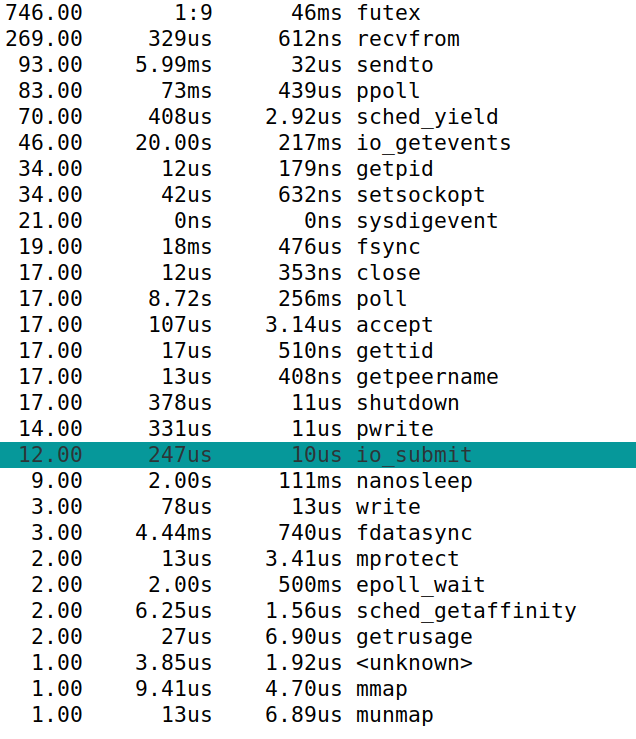 746.00 1:9 46ms futex
269.00 329us 612ns recvfrom
93.00 5.99ms 32us sendto
83.00 73ms 439us ppoll
70.00 408us 2.92us sched_yield
46.00 20.00s 217ms io_getevents
34.00 12us 179ns getpid
34.00 42us 632ns setsockopt
21.00 0ns 0ns sysdigevent
19.00 18ms 476us fsync
17.00 12us 353ns close
17.00 8.72s 256ms poll
17.00 107us 3.14us accept
17.00 17us 510ns gettid
17.00 13us 408ns getpeername
17.00 378us 11us shutdown
14.00 331us 11us pwrite
12.00 247us 10us io_submit
9.00 2.00s 111ms nanosleep
3.00 78us 13us write
3.00 4.44ms 740us fdatasync
2.00 13us 3.41us mprotect
2.00 2.00s 500ms epoll_wait
2.00 6.25us 1.56us sched_getaffinity
2.00 27us 6.90us getrusage
1.00 3.85us 1.92us <unknown>
1.00 9.41us 4.70us mmap
1.00 13us 6.89us munmap